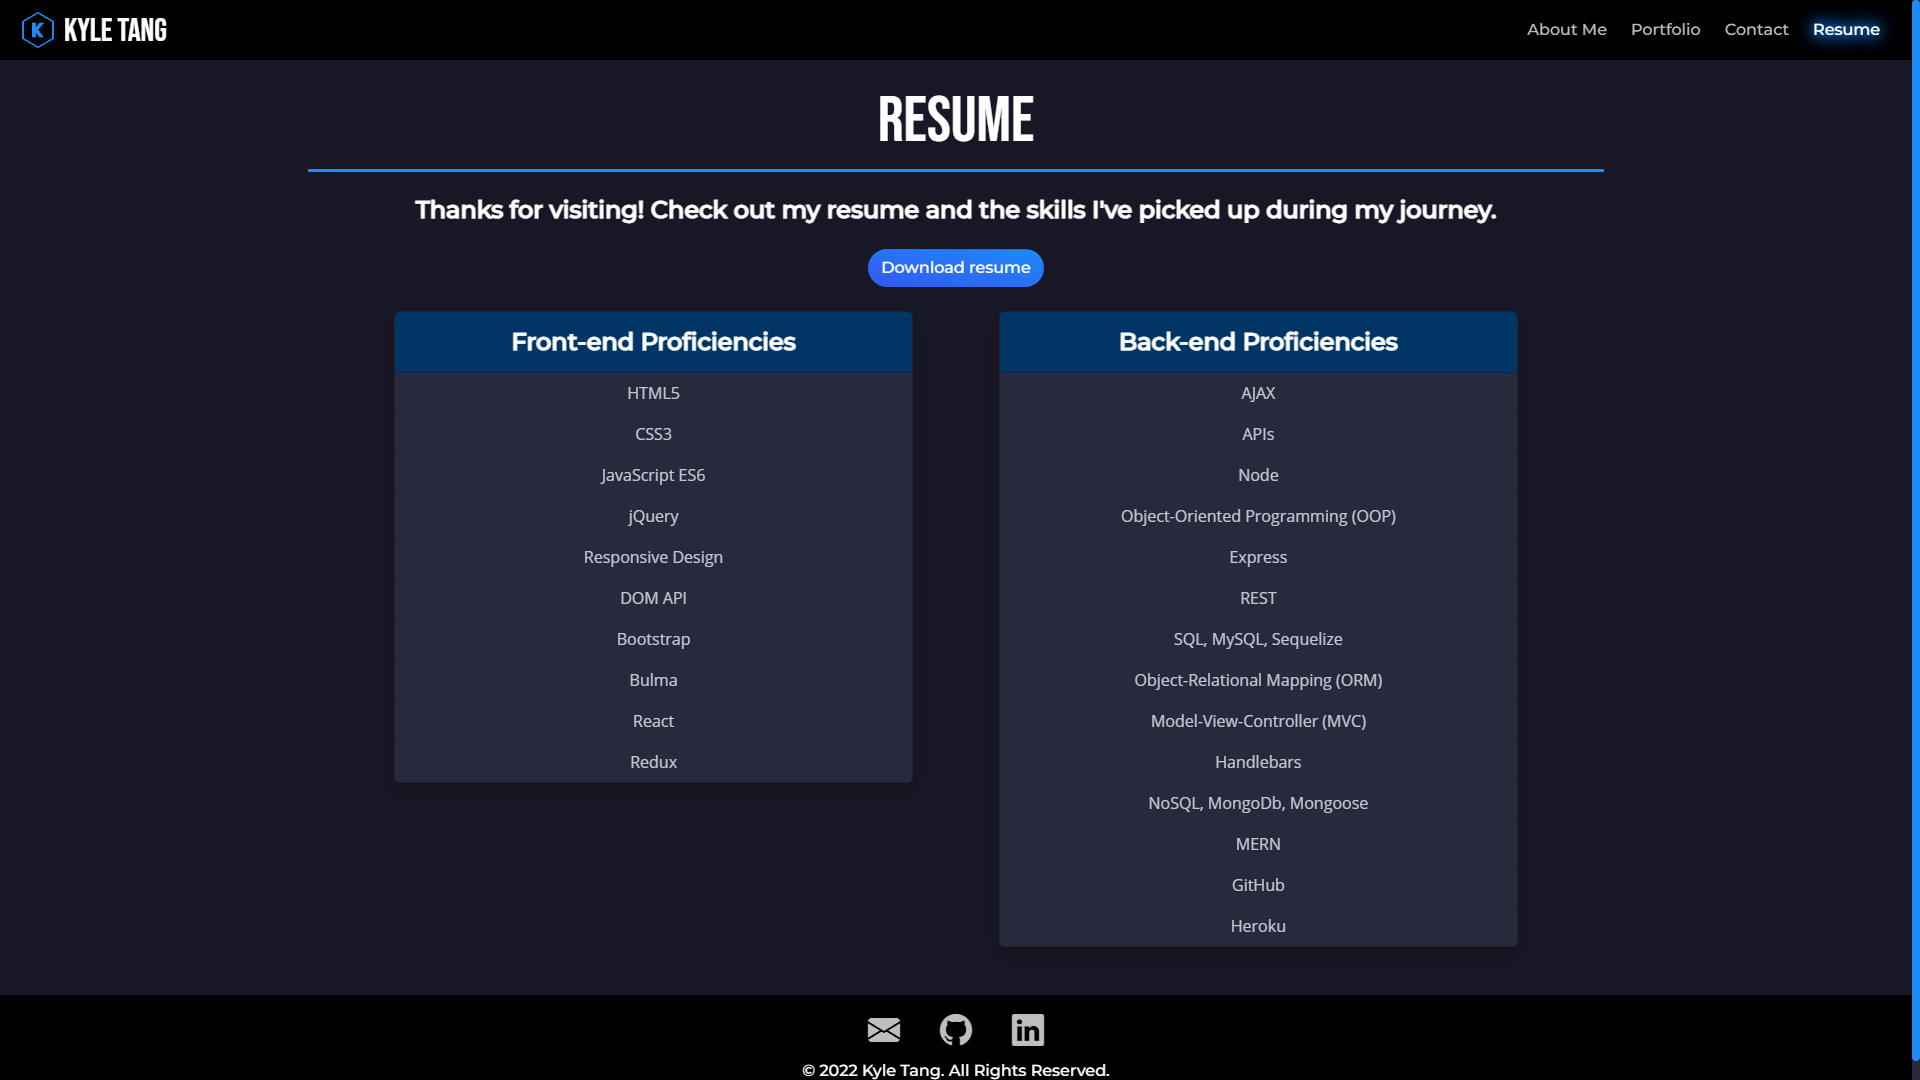 K KYLE TANG
About Me Portfolio Contact Resume
RESUME
Thanks for visiting! Check out my resume and the skills I've picked up during my journey.
Download resume
Front-end Proficiencies
HTML5
CSS3
JavaScript ES6
jQuery
Responsive Design
DOM API
Bootstrap
Bulma
React
Redux
Back-end Proficiencies
AJAX
APIs
Node
Object-Oriented Programming (OOP)
Express
REST
SQL, MySQL, Sequelize
Object-Relational Mapping (ORM)
Model-View-Controller (MVC)
Handlebars
NoSQL, MongoDb, Mongoose
MERN
GitHub
Heroku
in
© 2022 Kyle Tang. All Rights Reserved.